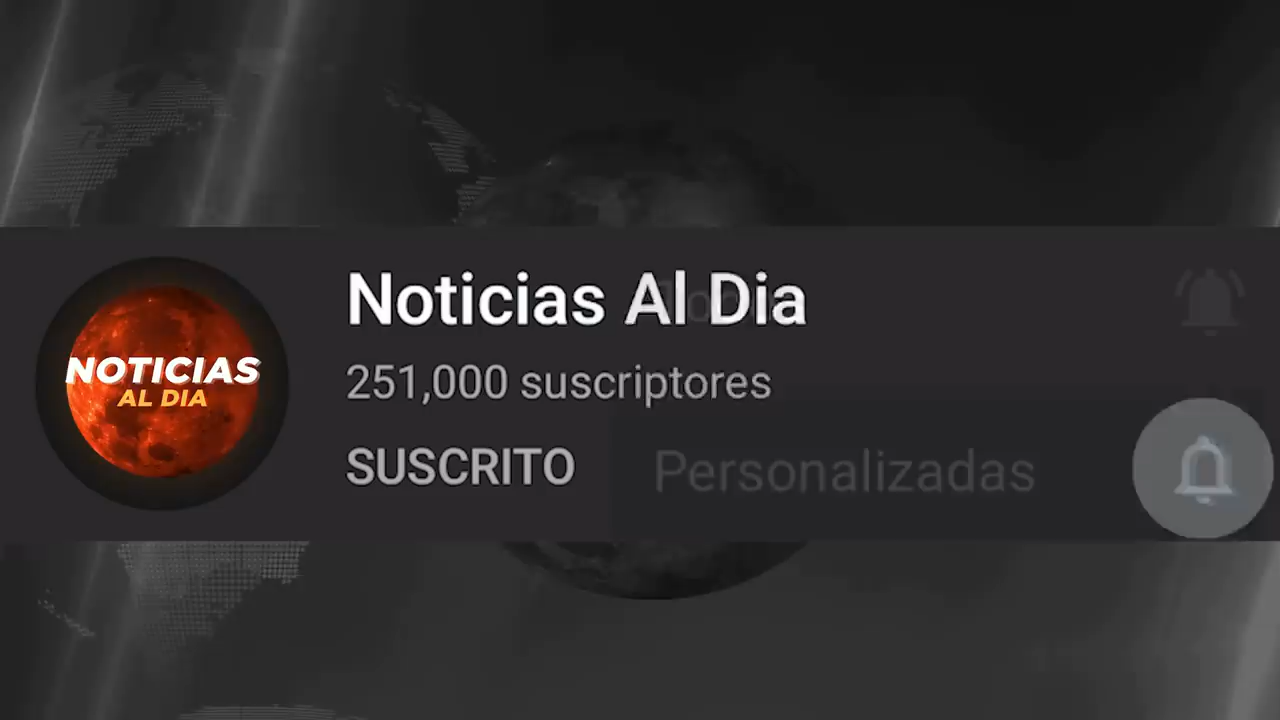 Noticias Al Dia
NOTICIAS
AL DIA
251,000 suscriptores
SUSCRITO
Personalizadas